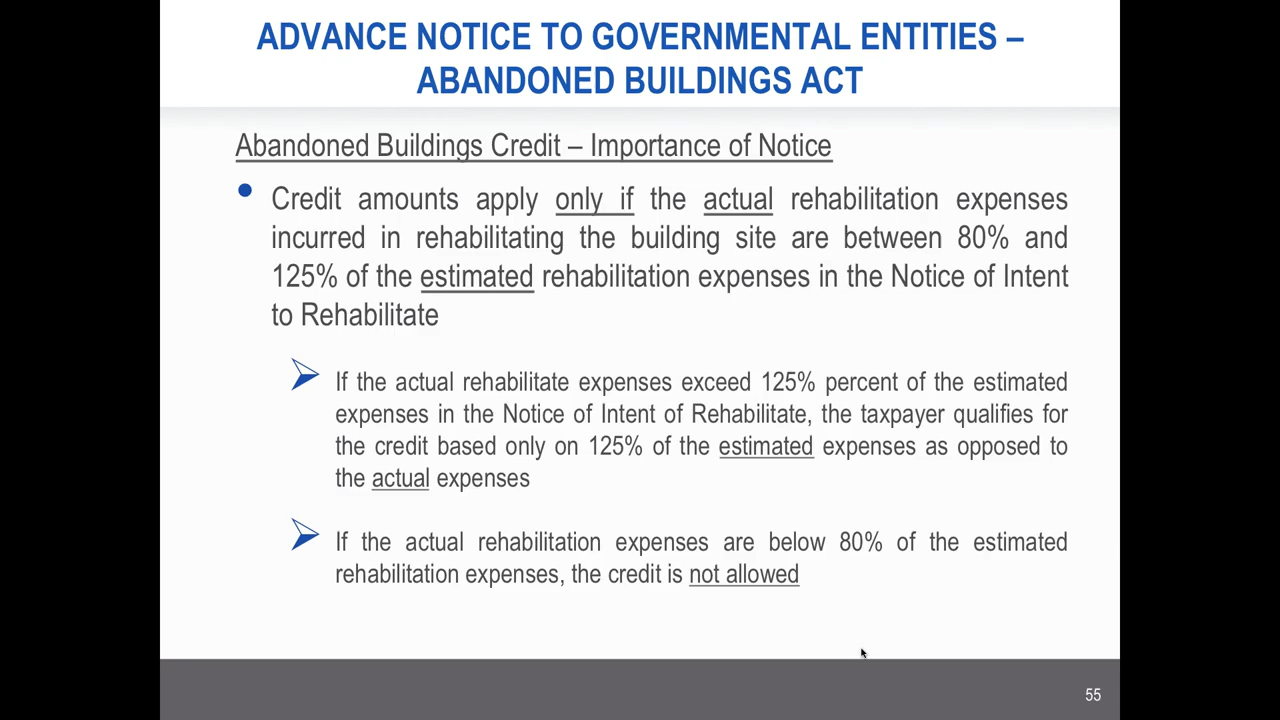 ADVANCE NOTICE TO GOVERNMENTAL ENTITIES –
ABANDONED BUILDINGS ACT
Abandoned Buildings Credit – Importance of Notice
Credit amounts apply only if the actual rehabilitation expenses
incurred in rehabilitating the building site are between 80% and
125% of the estimated rehabilitation expenses in the Notice of Intent
to Rehabilitate
If the actual rehabilitate expenses exceed 125% percent of the estimated
expenses in the Notice of Intent of Rehabilitate, the taxpayer qualifies for
the credit based only on 125% of the estimated expenses as opposed to
the actual expenses
If the actual rehabilitation expenses are below 80% of the estimated
rehabilitation expenses, the credit is not allowed
55